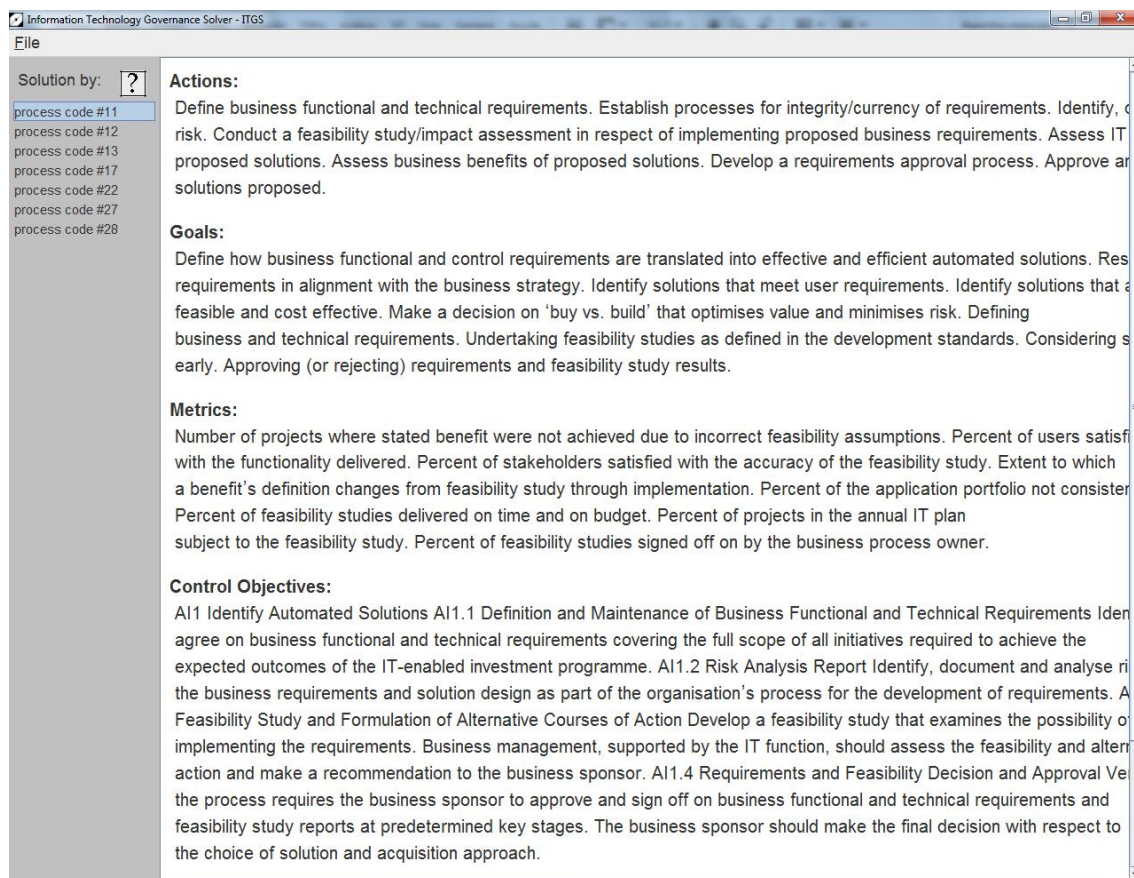 Information Technology Governance Solver - ITGS
File
Solution by: ?
process code #11
process code #12
process code #13
process code #17
process code #22
process code #27
process code #28
Actions:
Define business functional and technical requirements. Establish processes for integrity/currency of requirements. Identify,
risk. Conduct a feasibility study/impact assessment in respect of implementing proposed business requirements. Assess IT
proposed solutions. Assess business benefits of proposed solutions. Develop a requirements approval process. Approve
solutions proposed.
Goals:
Define how business functional and control requirements are translated into effective and efficient automated solutions. Res
requirements in alignment with the business strategy. Identify solutions that meet user requirements. Identify solutions that
feasible and cost effective. Make a decision on ‘buy vs. build’ that optimises value and minimises risk. Defining
business and technical requirements. Undertaking feasibility studies as defined in the development standards. Considering s
early. Approving (or rejecting) requirements and feasibility study results.
Metrics:
Number of projects where stated benefit were not achieved due to incorrect feasibility assumptions. Percent of users satisfi
with the functionality delivered. Percent of stakeholders satisfied with the accuracy of the feasibility study. Extent to which
a benefit’s definition changes from feasibility study through implementation. Percent of the application portfolio not consister
Percent of feasibility studies delivered on time and on budget. Percent of projects in the annual IT plan
subject to the feasibility study. Percent of feasibility studies signed off on by the business process owner.
Control Objectives:
AI1 Identify Automated Solutions AI1.1 Definition and Maintenance of Business Functional and Technical Requirements Iden
agree on business functional and technical requirements covering the full scope of all initiatives required to achieve the
expected outcomes of the IT-enabled investment programme. AI1.2 Risk Analysis Report Identify, document and analyse ri
the business requirements and solution design as part of the organisation’s process for the development of requirements. A
Feasibility Study and Formulation of Alternative Courses of Action Develop a feasibility study that examines the possibility of
implementing the requirements. Business management, supported by the IT function, should assess the feasibility and altern
action and make a recommendation to the business sponsor. AI1.4 Requirements and Feasibility Decision and Approval Ver
the process requires the business sponsor to approve and sign off on business functional and technical requirements and
feasibility study reports at predetermined key stages. The business sponsor should make the final decision with respect to
the choice of solution and acquisition approach.